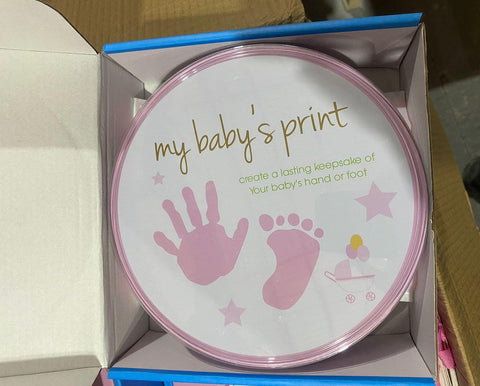 my baby's print
create a lasting keepsake of
Your baby's hand or foot